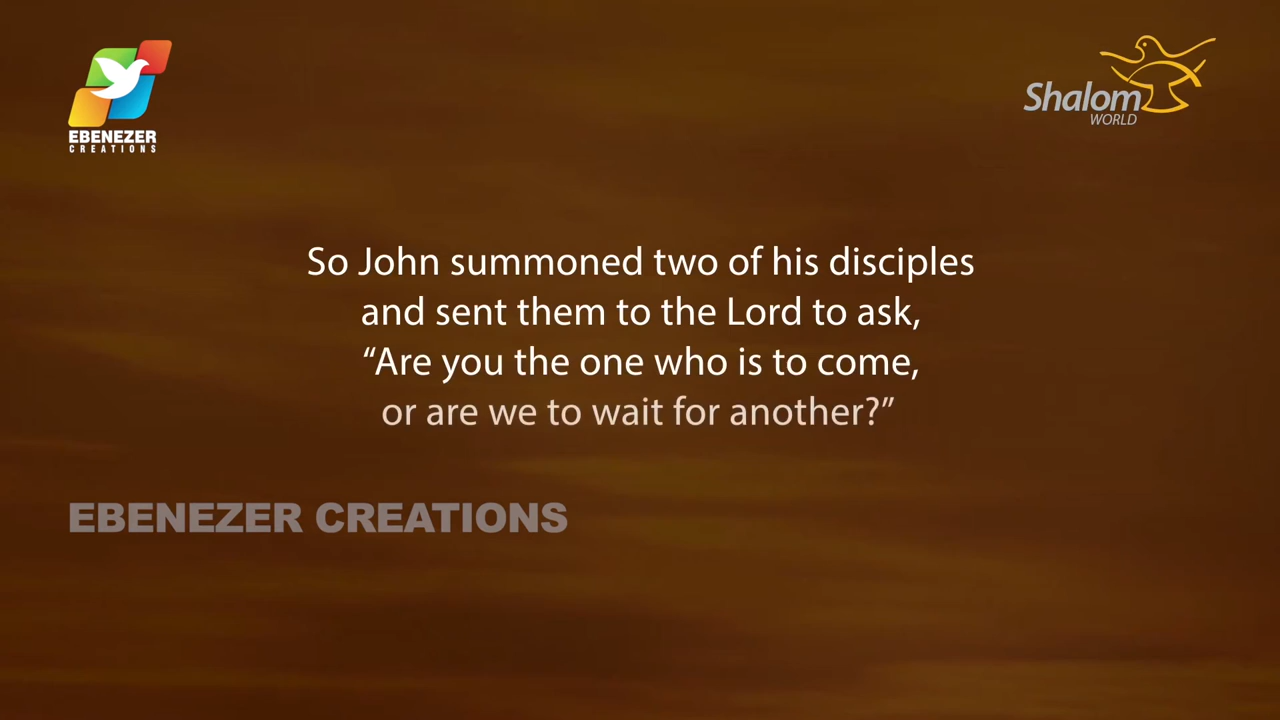 EBENEZER
CREATIONS
Shalom
WORLD
So John summoned two of his disciples
and sent them to the Lord to ask,
“Are you the one who is to come,
or are we to wait for another?”
EBENEZER CREATIONS